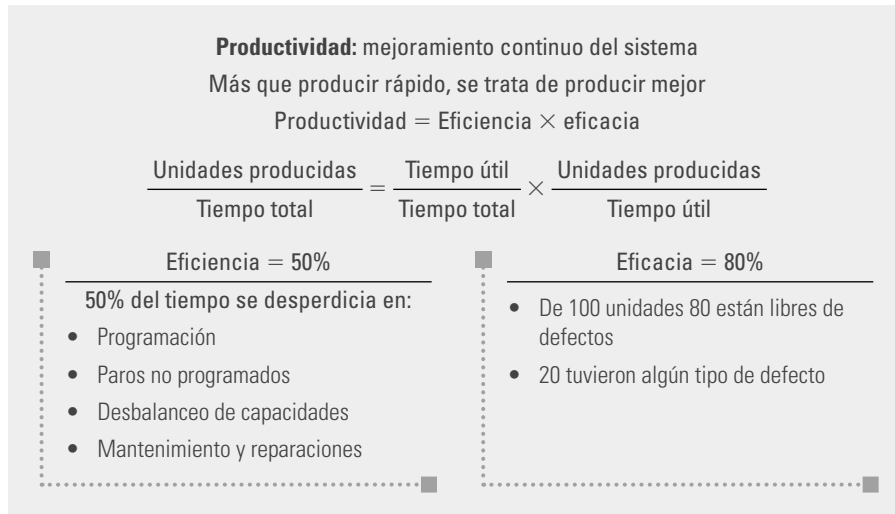 Productividad: mejoramiento continuo del sistema
Más que producir rápido, se trata de producir mejor
Productividad = Eficiencia × eficacia
Unidades producidas / Tiempo total = Tiempo útil / Tiempo total × Unidades producidas / Tiempo útil
Eficiencia = 50%
50% del tiempo se desperdicia en:
• Programación
• Paros no programados
• Desbalanceo de capacidades
• Mantenimiento y reparaciones
Eficacia = 80%
• De 100 unidades 80 están libres de
defectos
• 20 tuvieron algún tipo de defecto